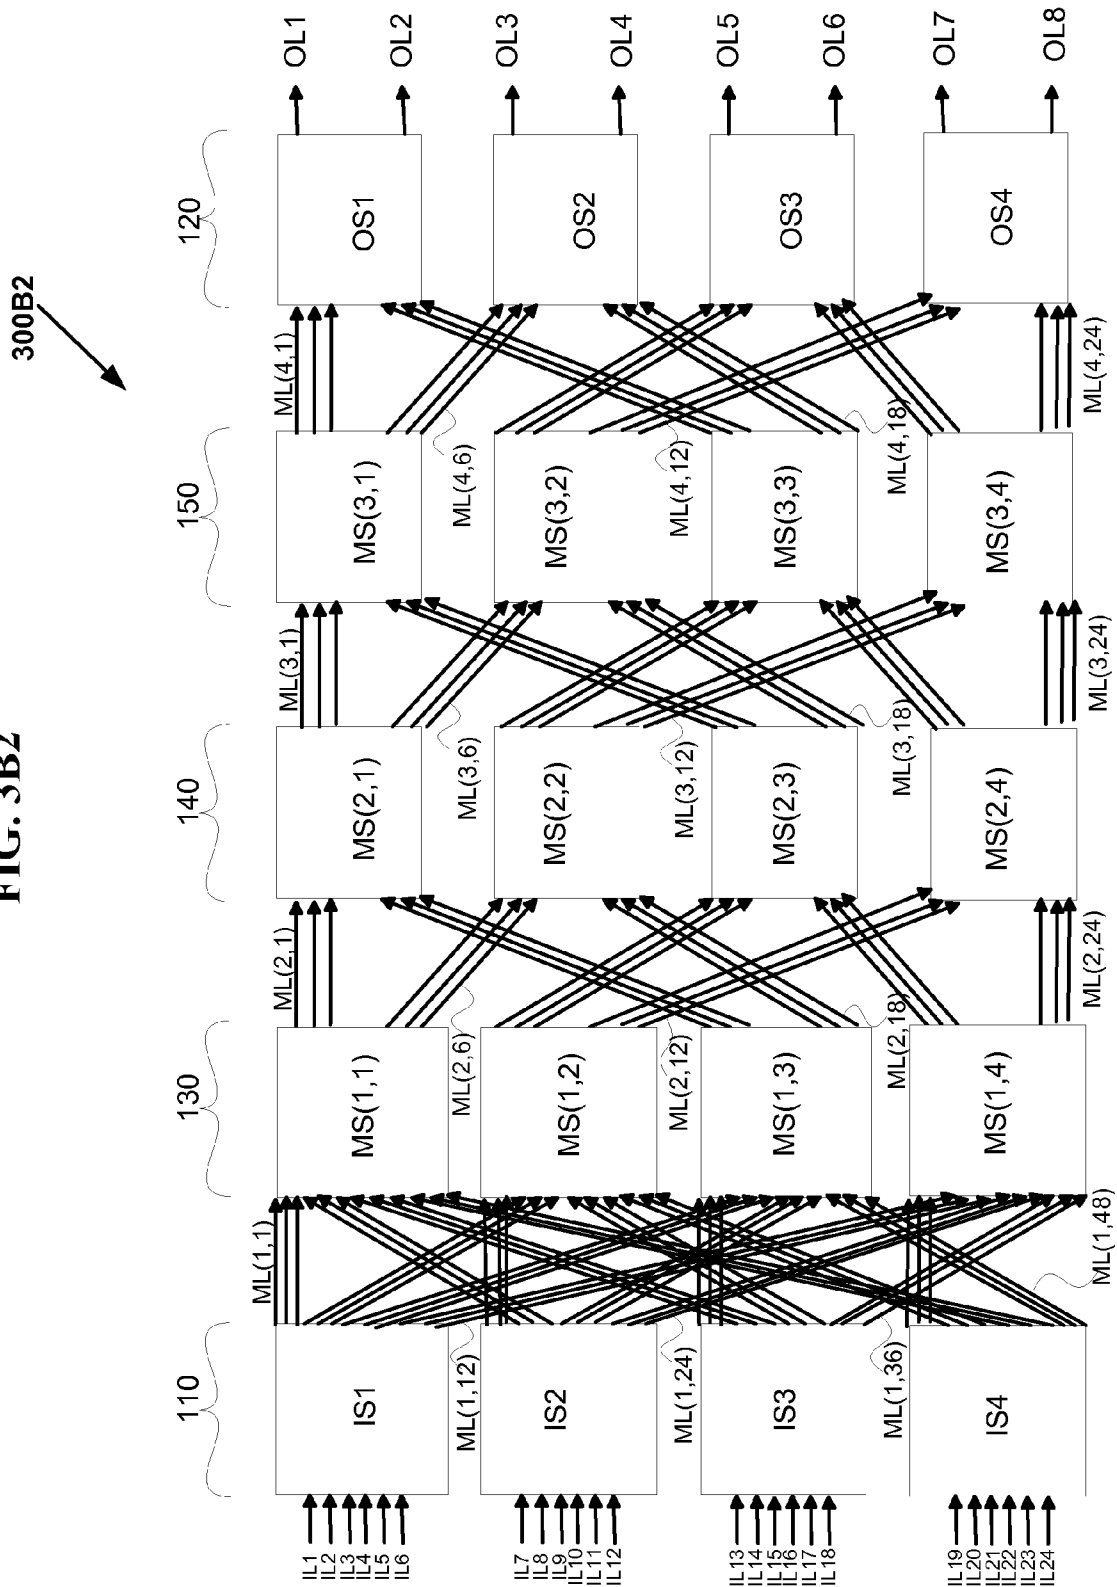 FIG. 3B2
300B2
110
130
140
150
120
IL1
IL2
IL3
IL4
IL5
IL6
IS1
ML(1,1)
ML(1,12)
MS(1,1)
ML(2,1)
ML(2,6)
MS(2,1)
ML(3,1)
ML(3,6)
MS(3,1)
ML(4,1)
ML(4,6)
OS1
OL1
OL2
IL7
IL8
IL9
IL10
IL11
IL12
IS2
ML(1,24)
MS(1,2)
ML(2,12)
MS(2,2)
ML(3,12)
MS(3,2)
ML(4,12)
OS2
OL3
OL4
IL13
IL14
IL15
IL16
IL17
IL18
IS3
ML(1,36)
MS(1,3)
ML(2,18)
MS(2,3)
ML(3,18)
MS(3,3)
ML(4,18)
OS3
OL5
OL6
IL19
IL20
IL21
IL22
IL23
IL24
IS4
ML(1,48)
MS(1,4)
ML(2,24)
MS(2,4)
ML(3,24)
MS(3,4)
ML(4,24)
OS4
OL7
OL8